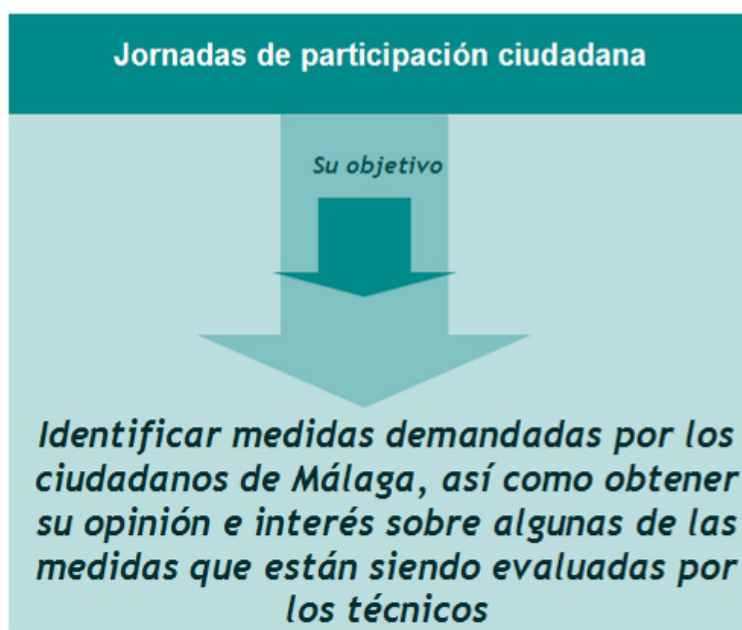 Jornadas de participación ciudadana
Su objetivo
Identificar medidas demandadas por los
ciudadanos de Málaga, así como obtener
su opinión e interés sobre algunas de las
medidas que están siendo evaluadas por
los técnicos